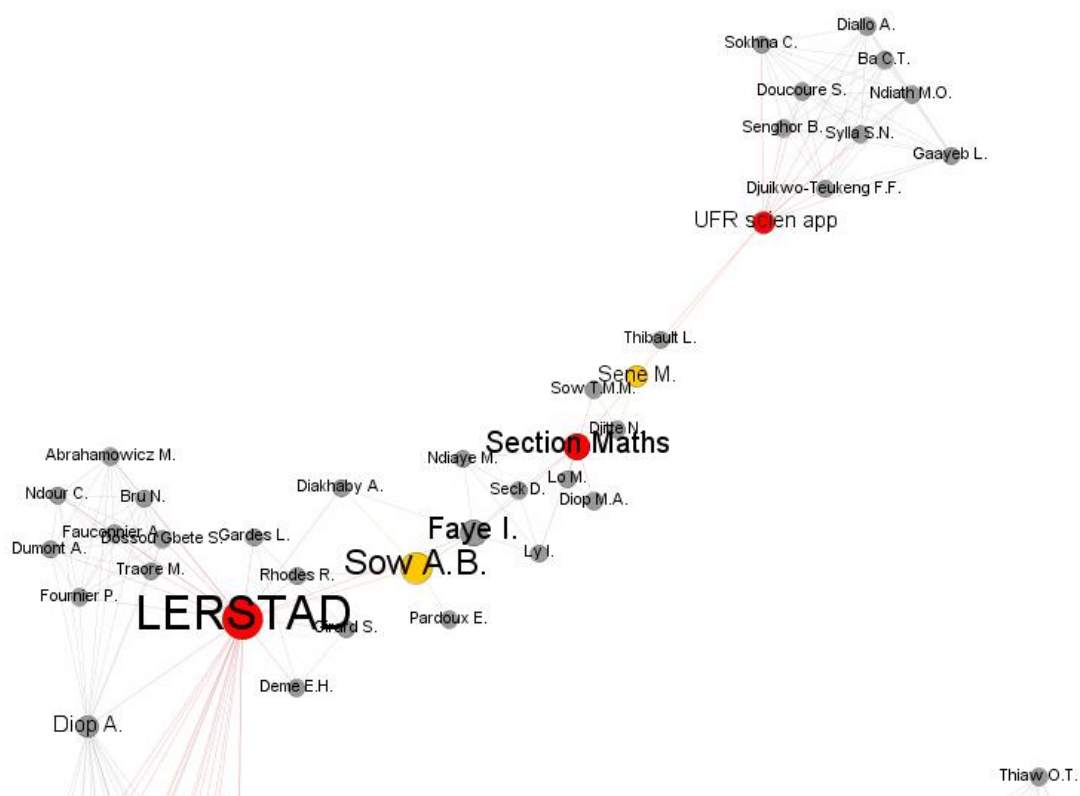 Diallo A.
Sokhna C.
Ba C.T.
Doucoure S.
Ndiath M.O.
Senghor B.
Sylla S.N.
Gaayeb L.
Djuikwo-Teukeng F.F.
UFR scien app
Thibault L.
Sene M.
Sow T.M.M.
Djitte N.
Section Maths
Abrahamowicz M.
Ndiaye M.
Lo M.
Ndour C.
Bru N.
Diakhaby A.
Seck D.
Diop M.A.
Fauconnier A.
Dossou Gbete S.
Gardes L.
Faye I.
Dumont A.
Ly I.
Traore M.
Rhodes R.
Sow A.B.
Fournier P.
LERSTAD
Girard S.
Pardoux E.
Deme E.H.
Diop A.
Thiaw O.T.